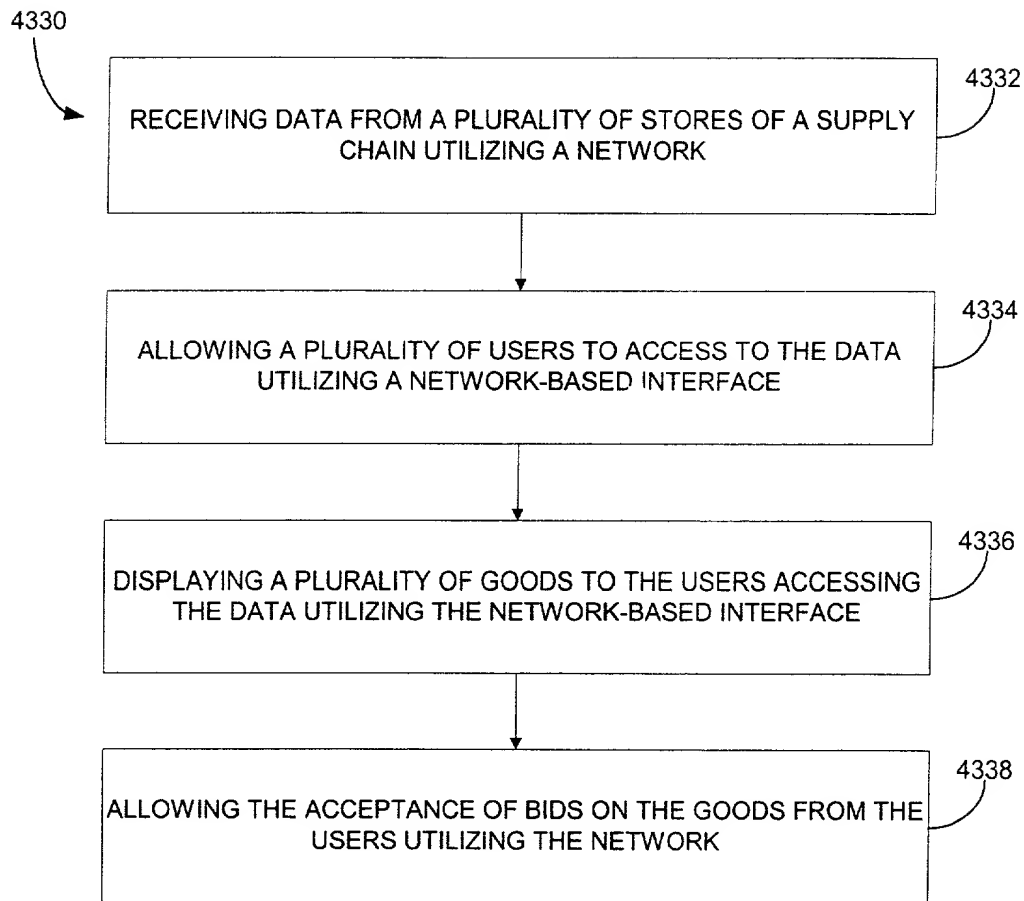 4330
4332
RECEIVING DATA FROM A PLURALITY OF STORES OF A SUPPLY
CHAIN UTILIZING A NETWORK
4334
ALLOWING A PLURALITY OF USERS TO ACCESS TO THE DATA
UTILIZING A NETWORK-BASED INTERFACE
4336
DISPLAYING A PLURALITY OF GOODS TO THE USERS ACCESSING
THE DATA UTILIZING THE NETWORK-BASED INTERFACE
4338
ALLOWING THE ACCEPTANCE OF BIDS ON THE GOODS FROM THE
USERS UTILIZING THE NETWORK